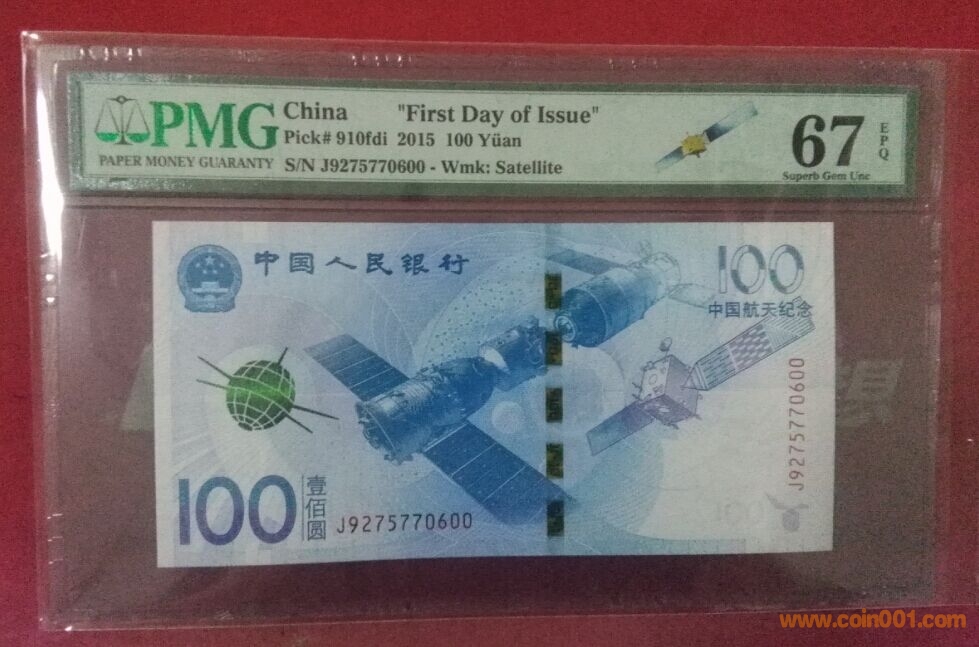 PMG
PAPER MONEY GUARANTY
China "First Day of Issue"
Pick# 910fdi 2015 100 Yüan
S/N J9275770600 - Wmk: Satellite
67
EPQ
Superb Gem Unc
中国人民银行
100
中国航天纪念
J9275770600
100
壹佰圆
J9275770600
www.coin001.com